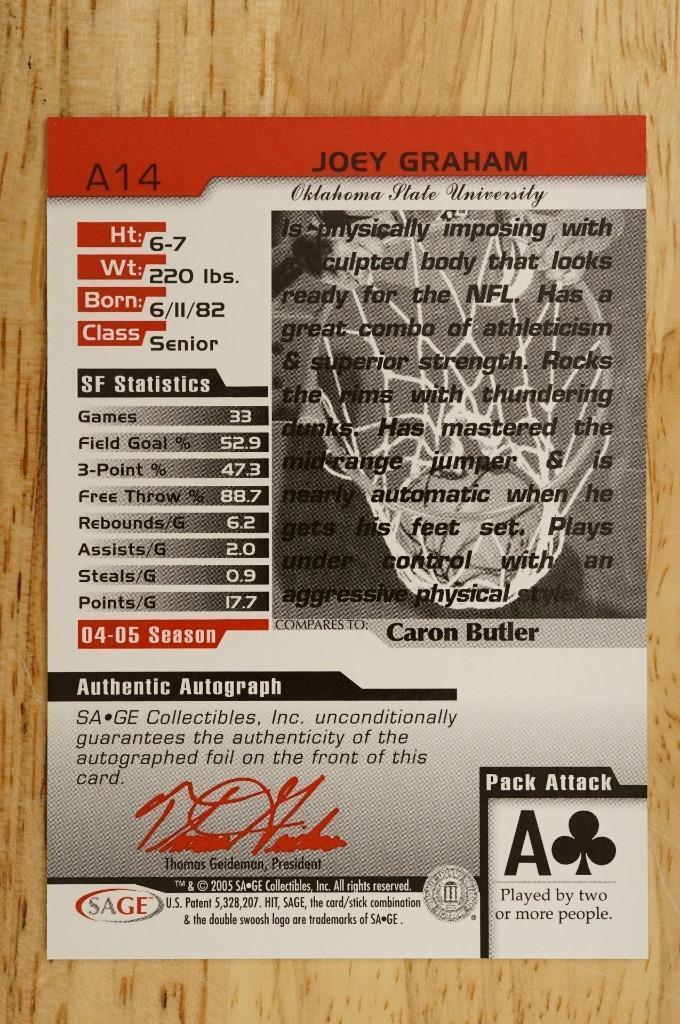 A14
JOEY GRAHAM
Oklahoma State University
Ht: 6-7
Wt: 220 lbs.
Born: 6/11/82
Class Senior
SF Statistics
Games 33
Field Goal % 52.9
3-Point % 47.3
Free Throw % 88.7
Rebounds/G 6.2
Assists/G 2.0
Steals/G 0.9
Points/G 17.7
04-05 Season
Is physically imposing with
sculpted body that looks
ready for the NFL. Has a
great combo of athleticism
& superior strength. Rocks
the rims with thundering
dunks. Has mastered the
mid-range jumper & is
nearly automatic when he
gets his feet set. Plays
under control with an
aggressive physical style.
COMPARES TO: Caron Butler
Authentic Autograph
SA•GE Collectibles, Inc. unconditionally
guarantees the authenticity of the
autographed foil on the front of this
card.
Thomas Geideman, President
SAGE™
™ & © 2005 SA•GE Collectibles, Inc. All rights reserved.
U.S. Patent 5,328,207. HIT, SAGE, the card/stick combination
& the double swoosh logo are trademarks of SA•GE .
Pack Attack
A♣
Played by two
or more people.